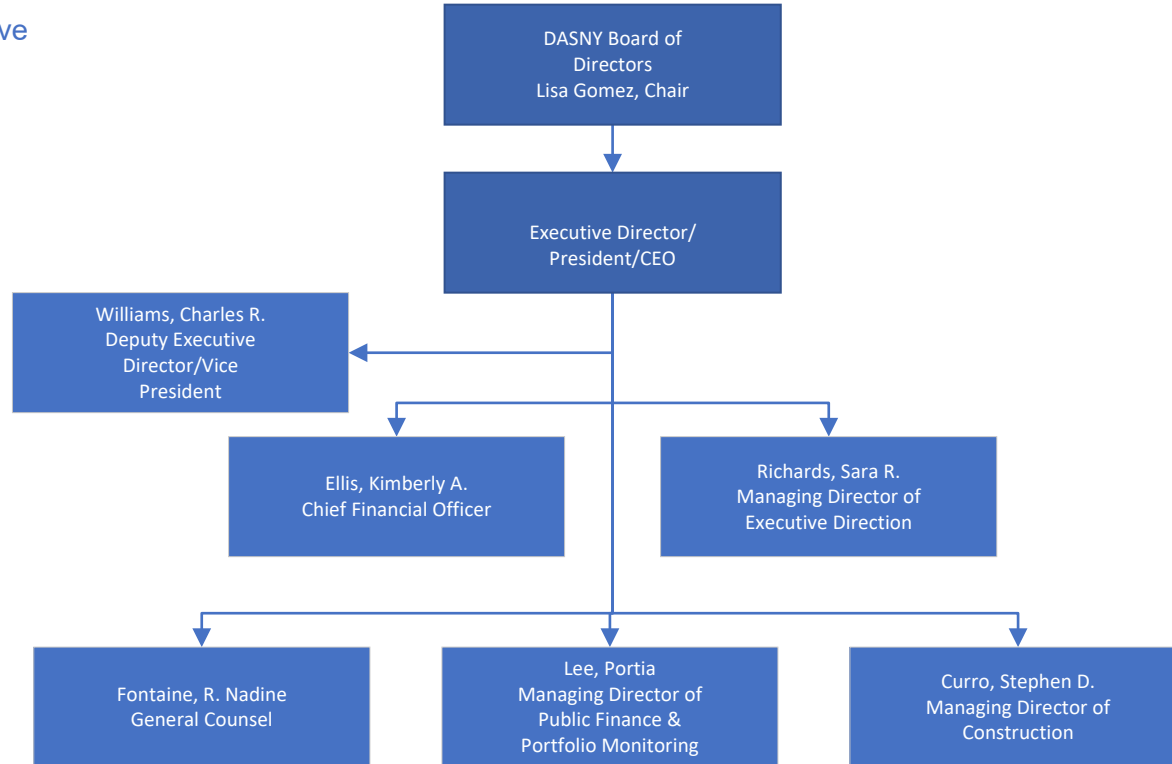 ve
DASNY Board of
Directors
Lisa Gomez, Chair
Executive Director/
President/CEO
Williams, Charles R.
Deputy Executive
Director/Vice
President
Ellis, Kimberly A.
Chief Financial Officer
Richards, Sara R.
Managing Director of
Executive Direction
Fontaine, R. Nadine
General Counsel
Lee, Portia
Managing Director of
Public Finance &
Portfolio Monitoring
Curro, Stephen D.
Managing Director of
Construction